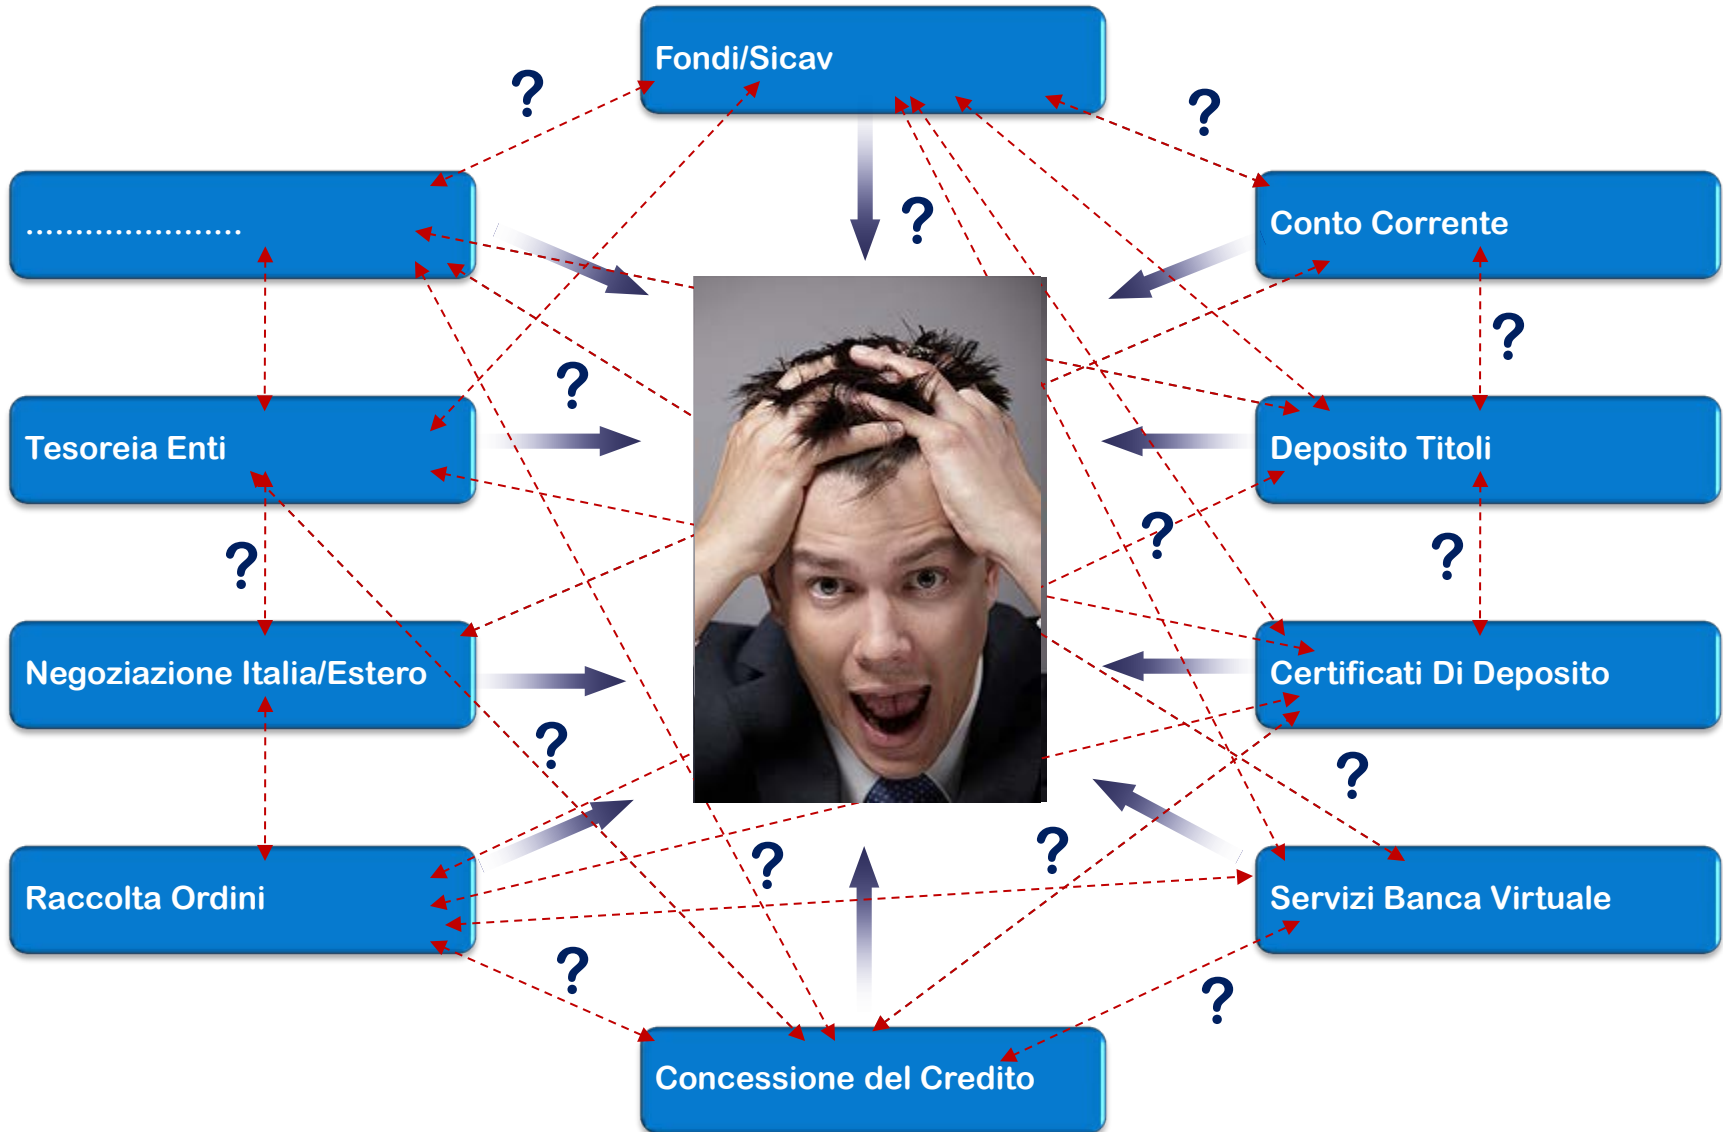 Fondi/Sicav
?
?
......................
?
Conto Corrente
?
?
Tesoreia Enti
Deposito Titoli
?
?
?
Negoziazione Italia/Estero
Certificati Di Deposito
?
?
?
?
Raccolta Ordini
Servizi Banca Virtuale
?
?
Concessione del Credito